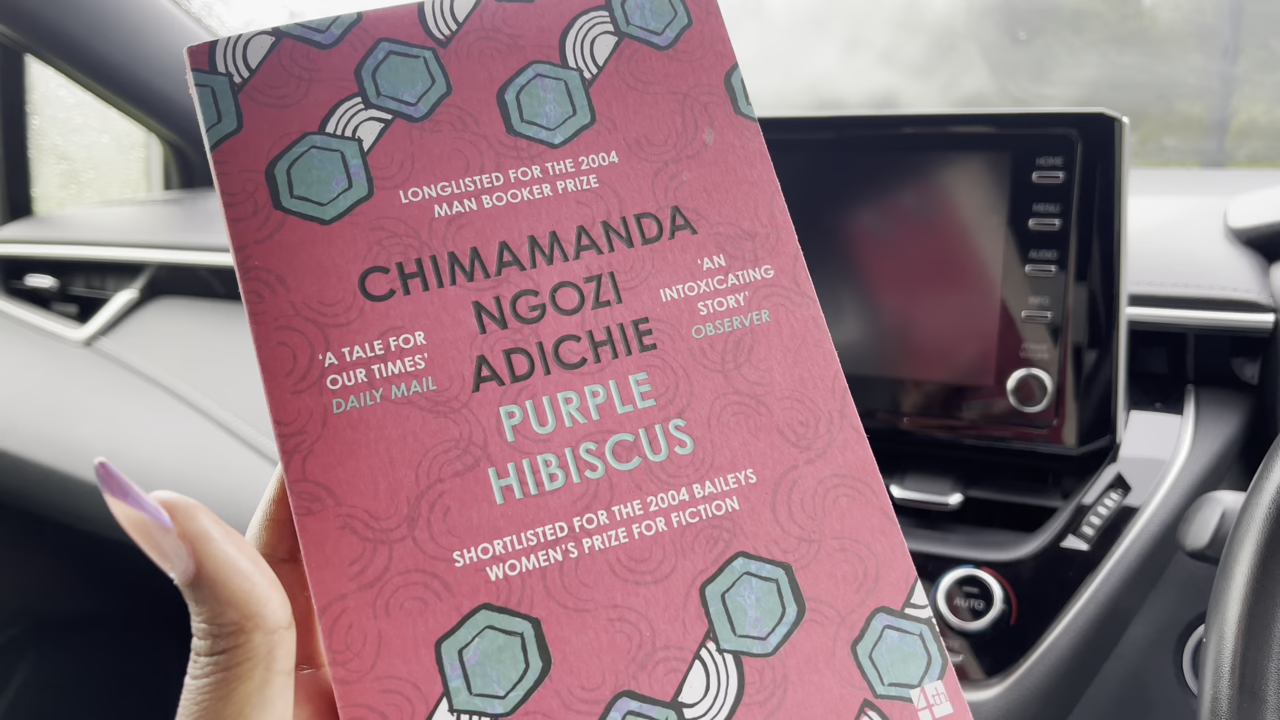 LONGLISTED FOR THE 2004
MAN BOOKER PRIZE
CHIMAMANDA
NGOZI
ADICHIE
'A TALE FOR
OUR TIMES'
DAILY MAIL
'AN
INTOXICATING
STORY'
OBSERVER
PURPLE
HIBISCUS
SHORTLISTED FOR THE 2004 BAILEYS
WOMEN'S PRIZE FOR FICTION
4th
HOME
MENU
AUDIO
INFO
AUTO